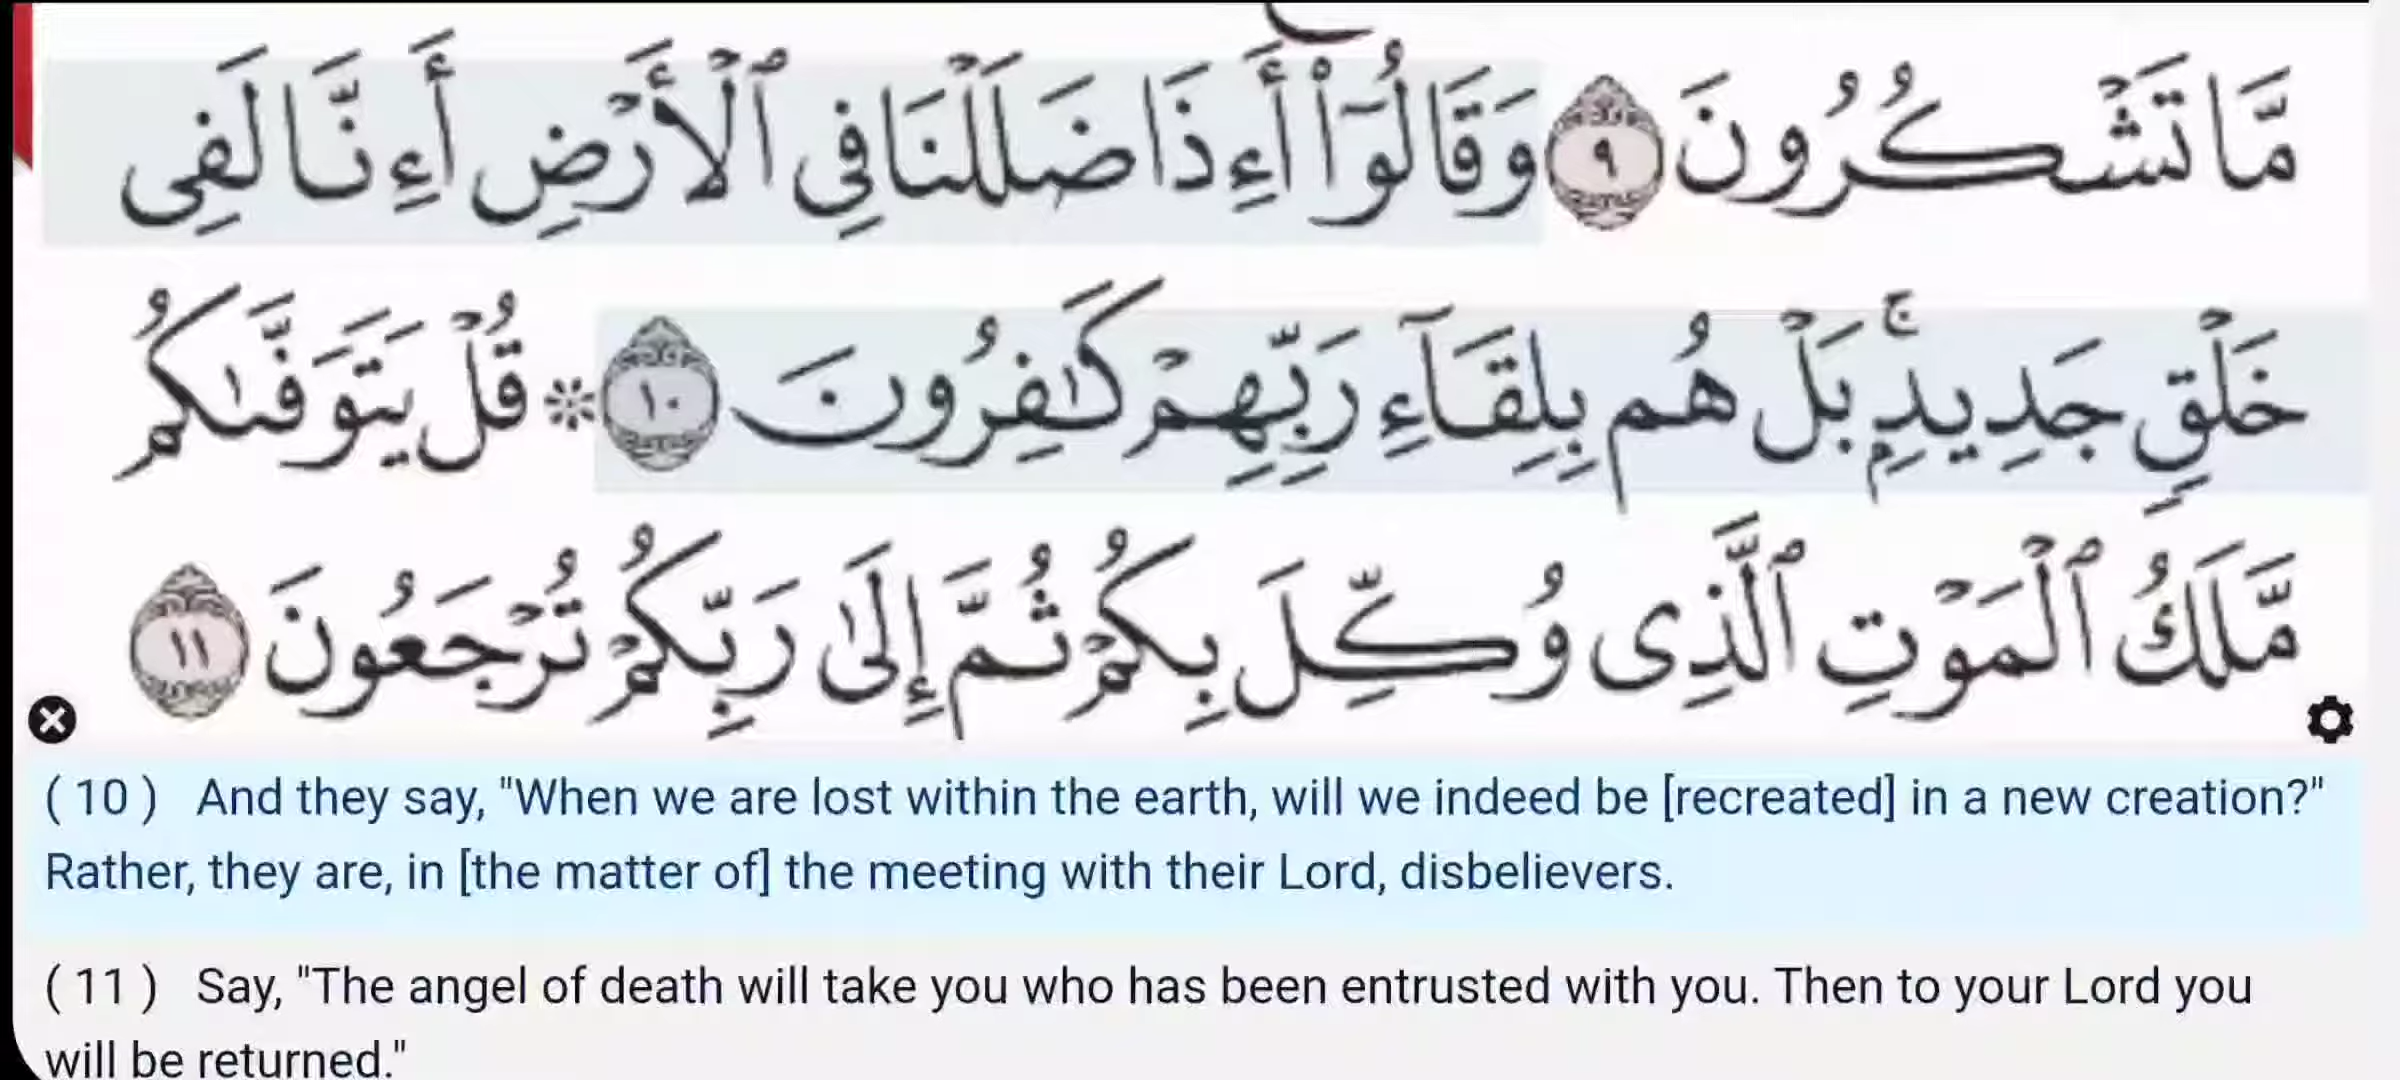 مَّا تَشْكُرُونَ ٩ وَقَالُوٓا۟ أَءِذَا ضَلَلْنَا فِى ٱلْأَرْضِ أَءِنَّا لَفِى
خَلْقٍ جَدِيدٍۭ ۚ بَلْ هُم بِلِقَآءِ رَبِّهِمْ كَـٰفِرُونَ ١٠ ۞ قُلْ يَتَوَفَّىٰكُم
مَّلَكُ ٱلْمَوْتِ ٱلَّذِى وُكِّلَ بِكُمْ ثُمَّ إِلَىٰ رَبِّكُمْ تُرْجَعُونَ ١١
( 10 ) And they say, "When we are lost within the earth, will we indeed be [recreated] in a new creation?"
Rather, they are, in [the matter of] the meeting with their Lord, disbelievers.
( 11 ) Say, "The angel of death will take you who has been entrusted with you. Then to your Lord you
will be returned."